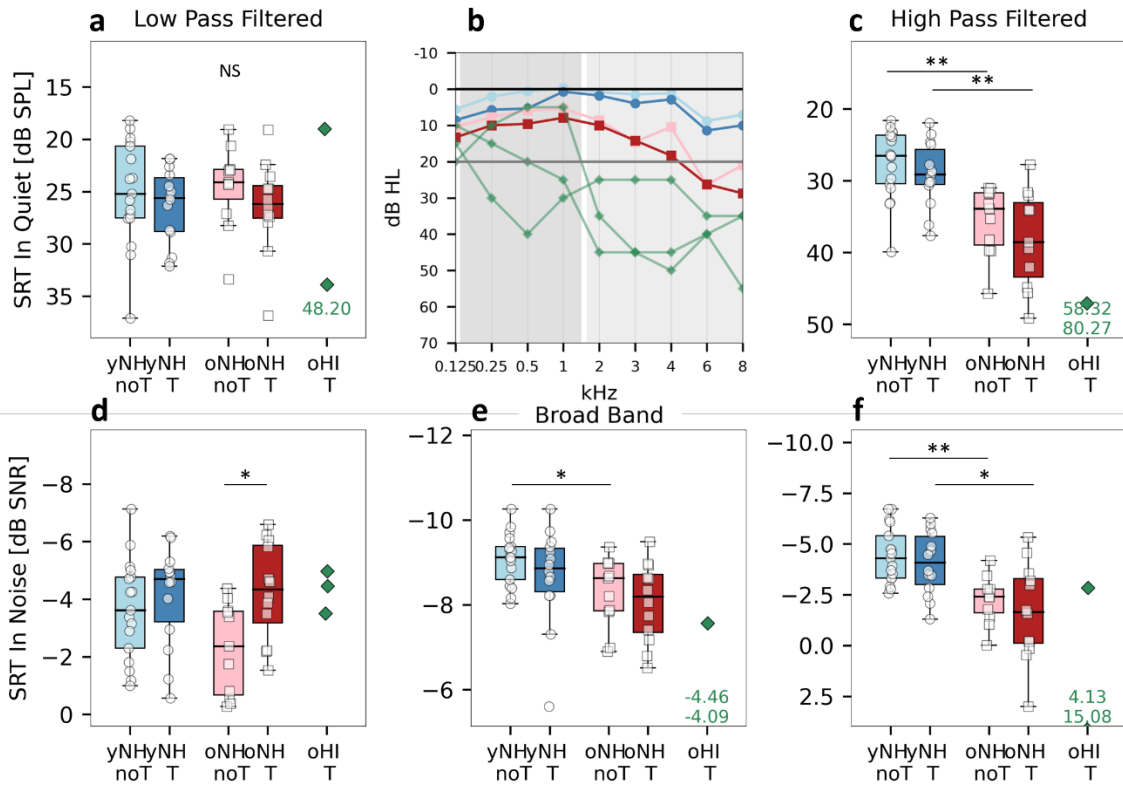 a Low Pass Filtered
SRT In Quiet [dB SPL]
15
20
25
30
35
NS
48.20
yNH yNH oNH oNH oHI
noT T noT T T
b
dB HL
-10
0
10
20
30
40
50
60
70
0.125 0.25 0.5 1 2 3 4 6 8
kHz
c High Pass Filtered
20
30
40
50
**
**
58.32
80.27
yNH yNH oNH oNH oHI
noT T noT T T
d
SRT In Noise [dB SNR]
−8
−6
−4
−2
0
*
yNH yNH oNH oNH oHI
noT T noT T T
e Broad Band
−12
−10
−8
−6
*
-4.46
-4.09
yNH yNH oNH oNH oHI
noT T noT T T
f
−10.0
−7.5
−5.0
−2.5
0.0
2.5
**
*
4.13
15.08
yNH yNH oNH oNH oHI
noT T noT T T